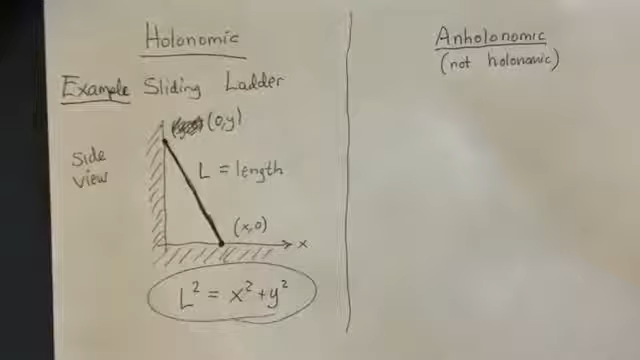 Holonomic
Example Sliding Ladder
(0,y)
Side
view
L = length
(x,0)
x
L² = x² + y²
Anholonomic
(not holonomic)